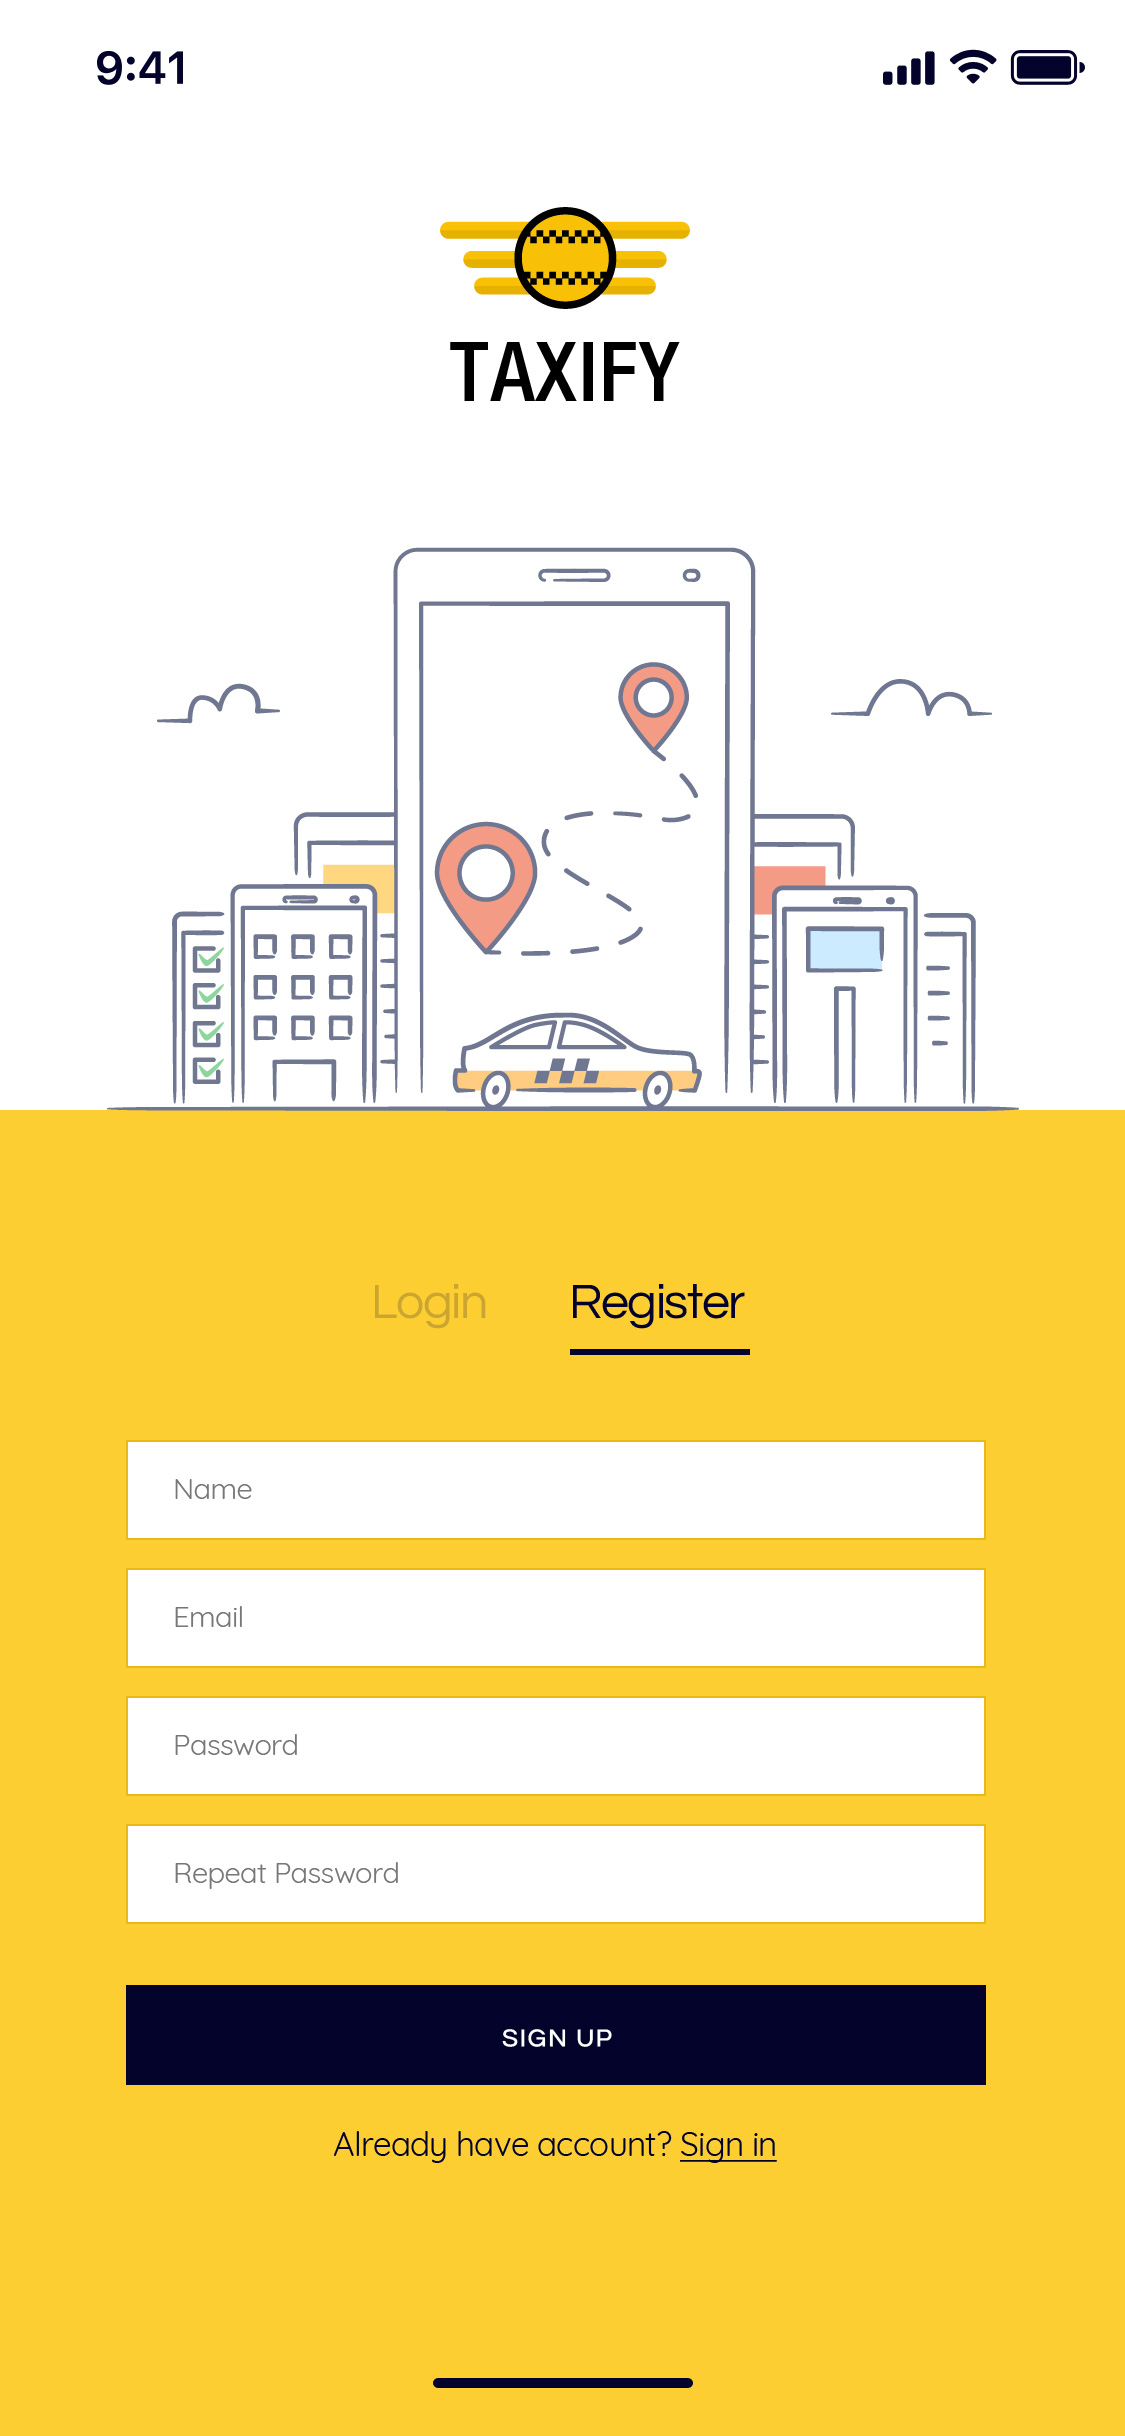 9:41
TAXIFY
Login Register
Name
Email
Password
Repeat Password
SIGN UP
Already have account? Sign in